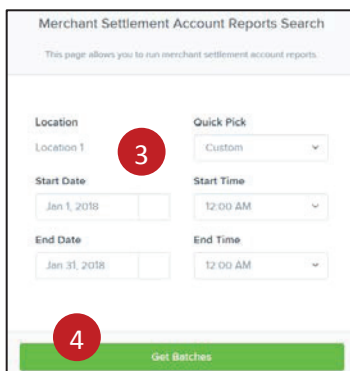 Merchant Settlement Account Reports Search
This page allows you to run merchant settlement account reports.
Location Quick Pick
Location 1 Custom
3
Start Date Start Time
Jan 1, 2018 12:00 AM
End Date End Time
Jan 31, 2018 12:00 AM
4
Get Batches